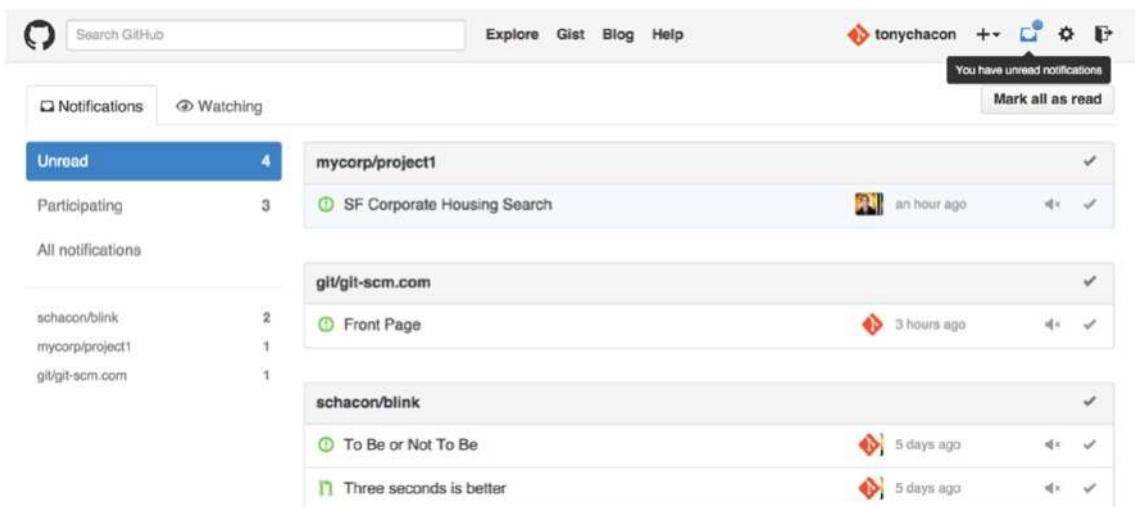 Search GitHub Explore Gist Blog Help tonychacon
You have unread notifications
Notifications Watching Mark all as read
Unread 4
Participating 3
All notifications
schacon/blink 2
mycorp/project1 1
git/git-scm.com 1
mycorp/project1
SF Corporate Housing Search an hour ago
git/git-scm.com
Front Page 3 hours ago
schacon/blink
To Be or Not To Be 5 days ago
Three seconds is better 5 days ago